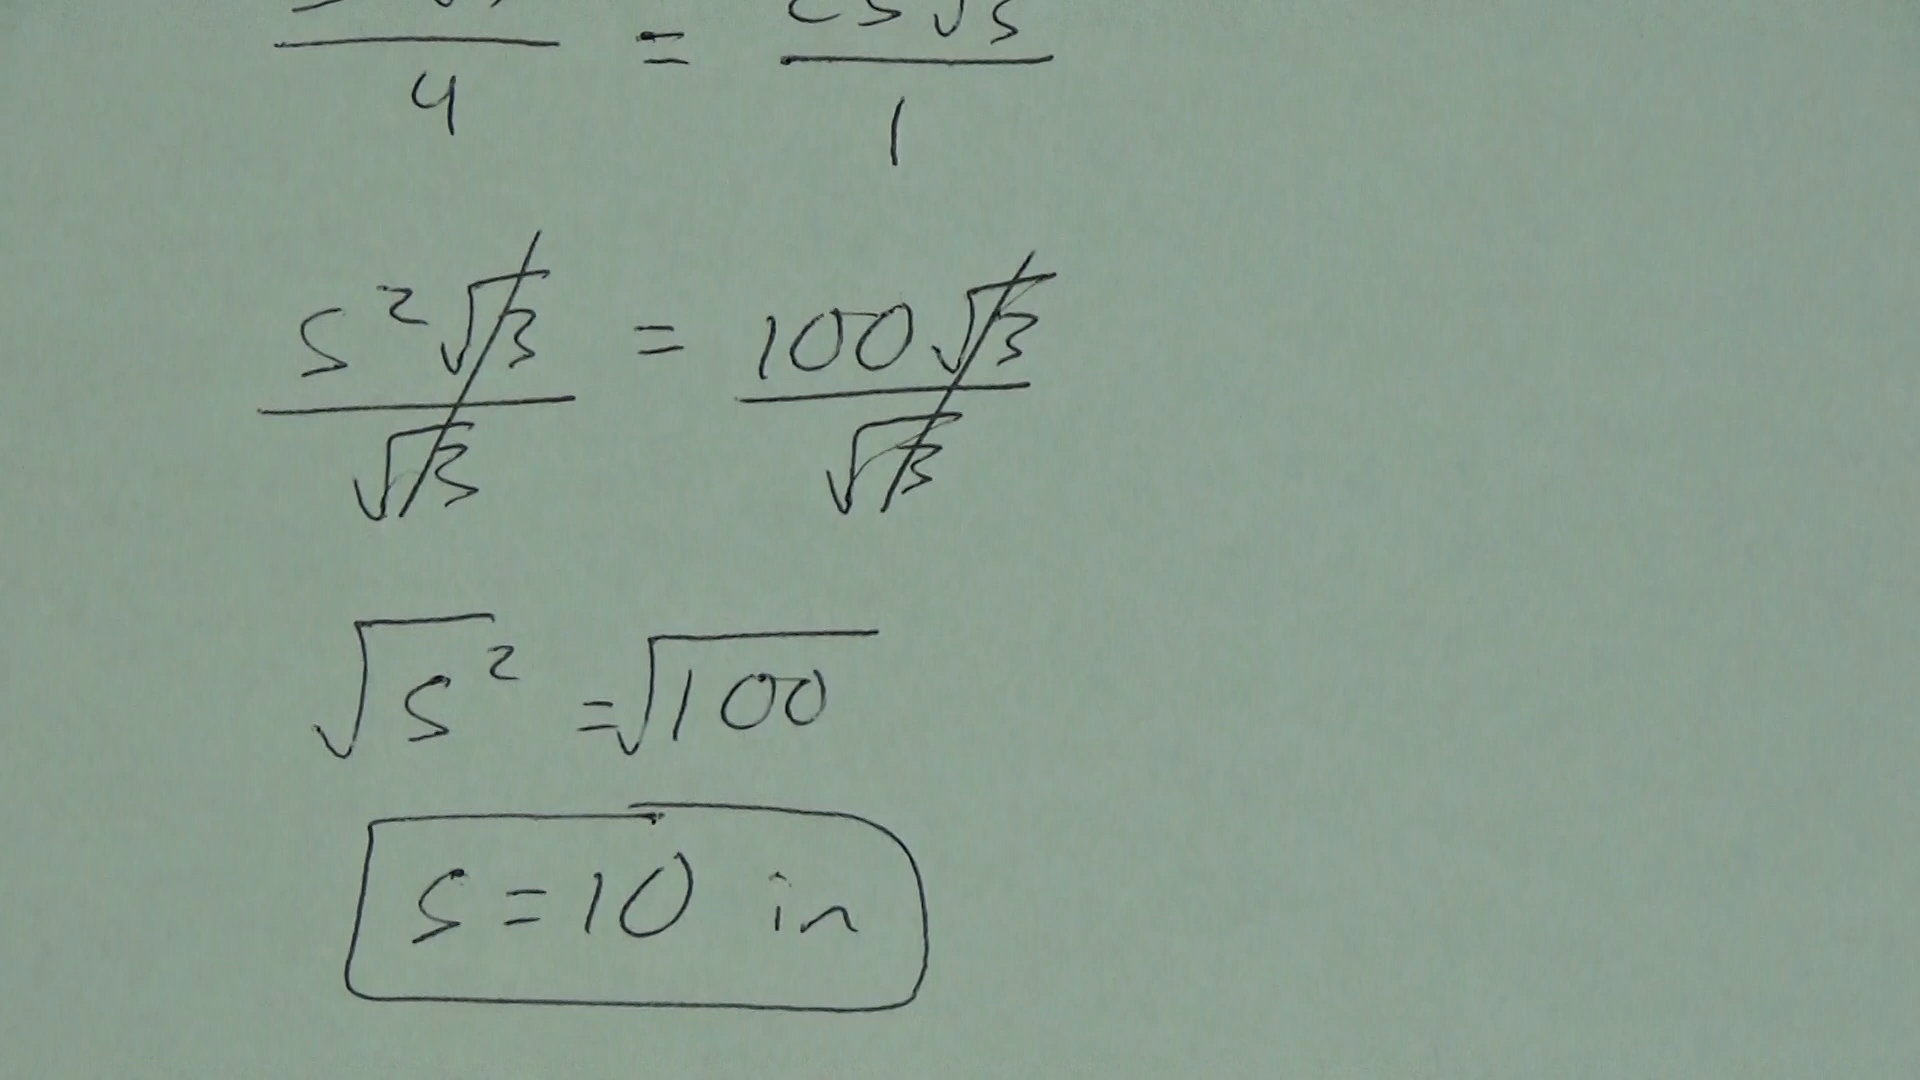 4 = 1
s²√3 = 100√3
√3 √3
√s² = √100
s = 10 in